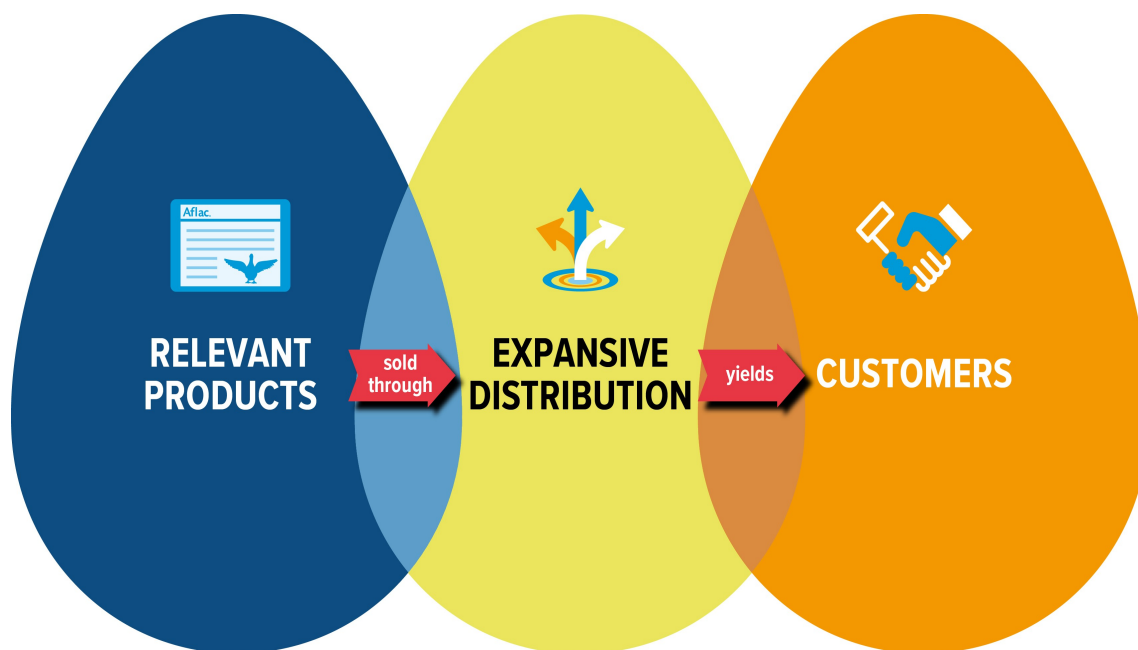 Aflac.
RELEVANT
PRODUCTS
sold
through
EXPANSIVE
DISTRIBUTION
yields
CUSTOMERS